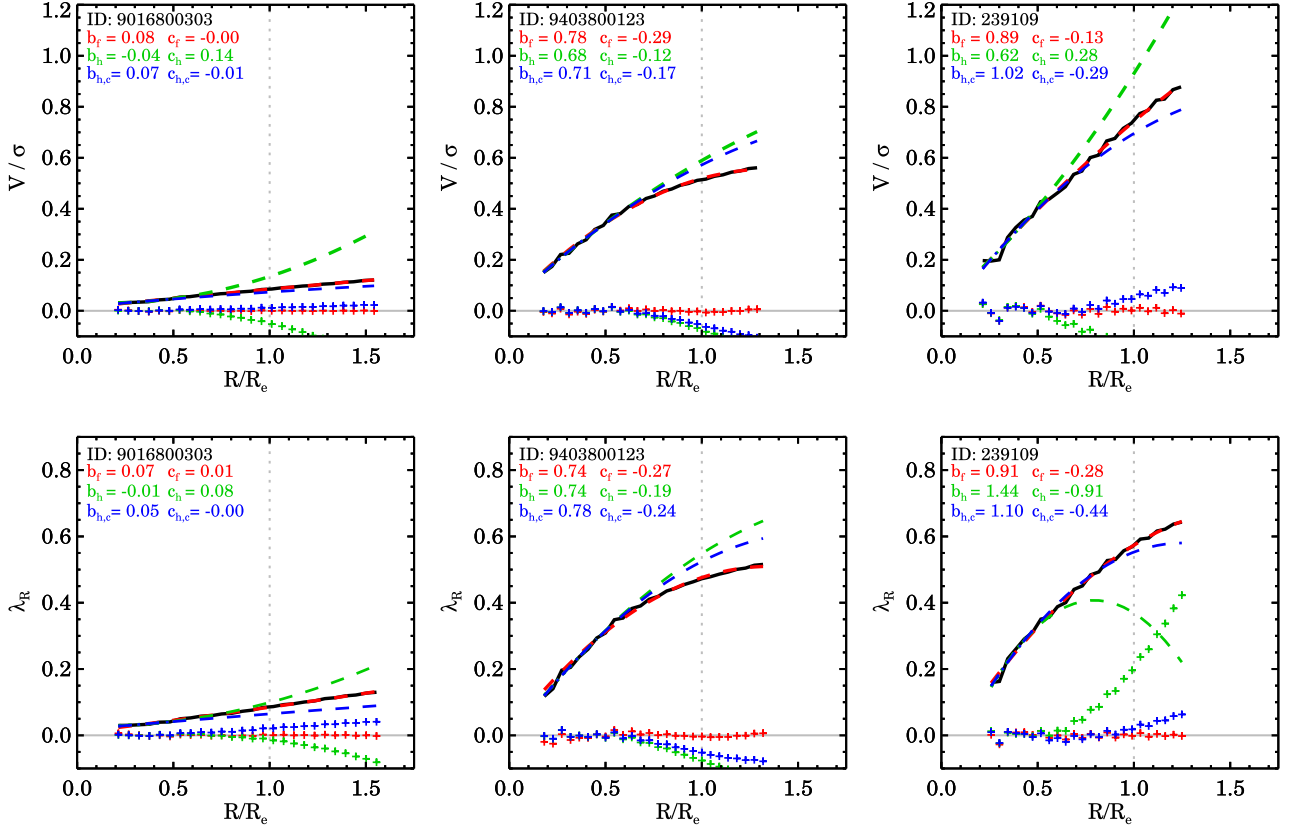 ID: 9016800303
b_f = 0.08 c_f = -0.00
b_h = -0.04 c_h = 0.14
b_h,c = 0.07 c_h,c = -0.01
1.2
1.0
0.8
0.6
0.4
0.2
0.0
V / σ
0.0 0.5 1.0 1.5
R/R_e
ID: 9403800123
b_f = 0.78 c_f = -0.29
b_h = 0.68 c_h = -0.12
b_h,c = 0.71 c_h,c = -0.17
1.2
1.0
0.8
0.6
0.4
0.2
0.0
V / σ
0.0 0.5 1.0 1.5
R/R_e
ID: 239109
b_f = 0.89 c_f = -0.13
b_h = 0.62 c_h = 0.28
b_h,c = 1.02 c_h,c = -0.29
1.2
1.0
0.8
0.6
0.4
0.2
0.0
V / σ
0.0 0.5 1.0 1.5
R/R_e
ID: 9016800303
b_f = 0.07 c_f = 0.01
b_h = -0.01 c_h = 0.08
b_h,c = 0.05 c_h,c = -0.00
0.8
0.6
0.4
0.2
0.0
λ_R
0.0 0.5 1.0 1.5
R/R_e
ID: 9403800123
b_f = 0.74 c_f = -0.27
b_h = 0.74 c_h = -0.19
b_h,c = 0.78 c_h,c = -0.24
0.8
0.6
0.4
0.2
0.0
λ_R
0.0 0.5 1.0 1.5
R/R_e
ID: 239109
b_f = 0.91 c_f = -0.28
b_h = 1.44 c_h = -0.91
b_h,c = 1.10 c_h,c = -0.44
0.8
0.6
0.4
0.2
0.0
λ_R
0.0 0.5 1.0 1.5
R/R_e